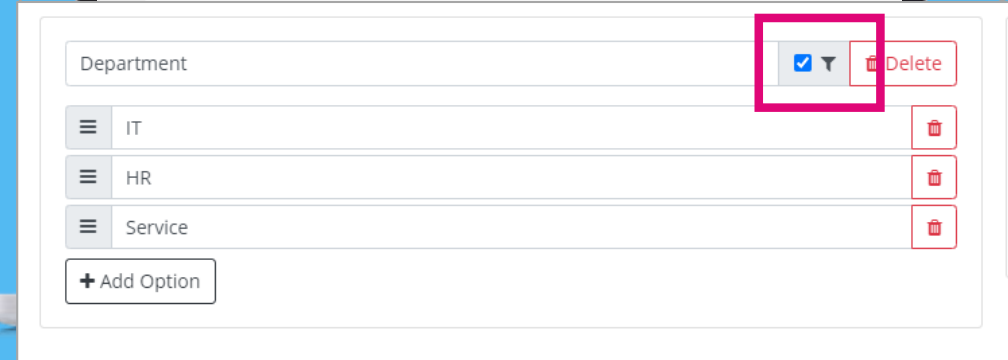 Department
Delete
IT
HR
Service
Add Option